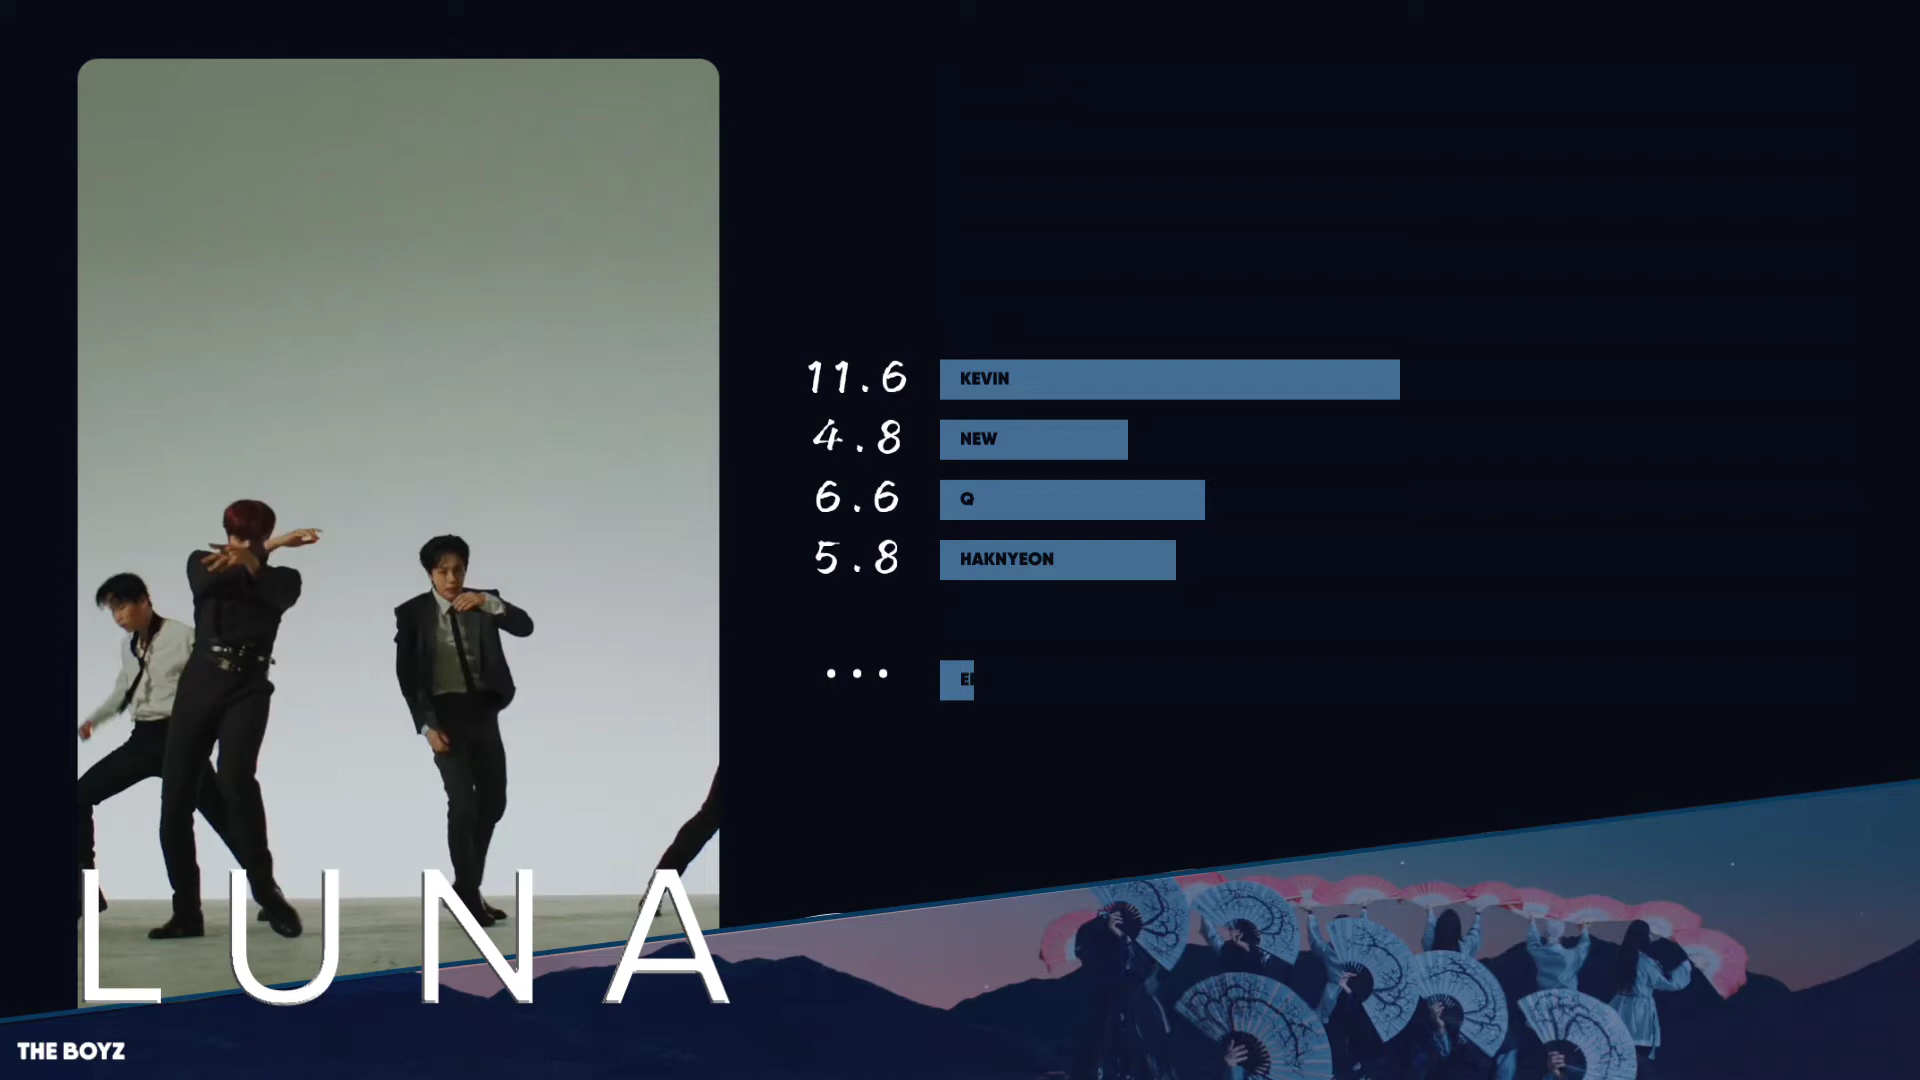 11.6 KEVIN
4.8 NEW
6.6 Q
5.8 HAKNYEON
...
LUNA
THE BOYZ